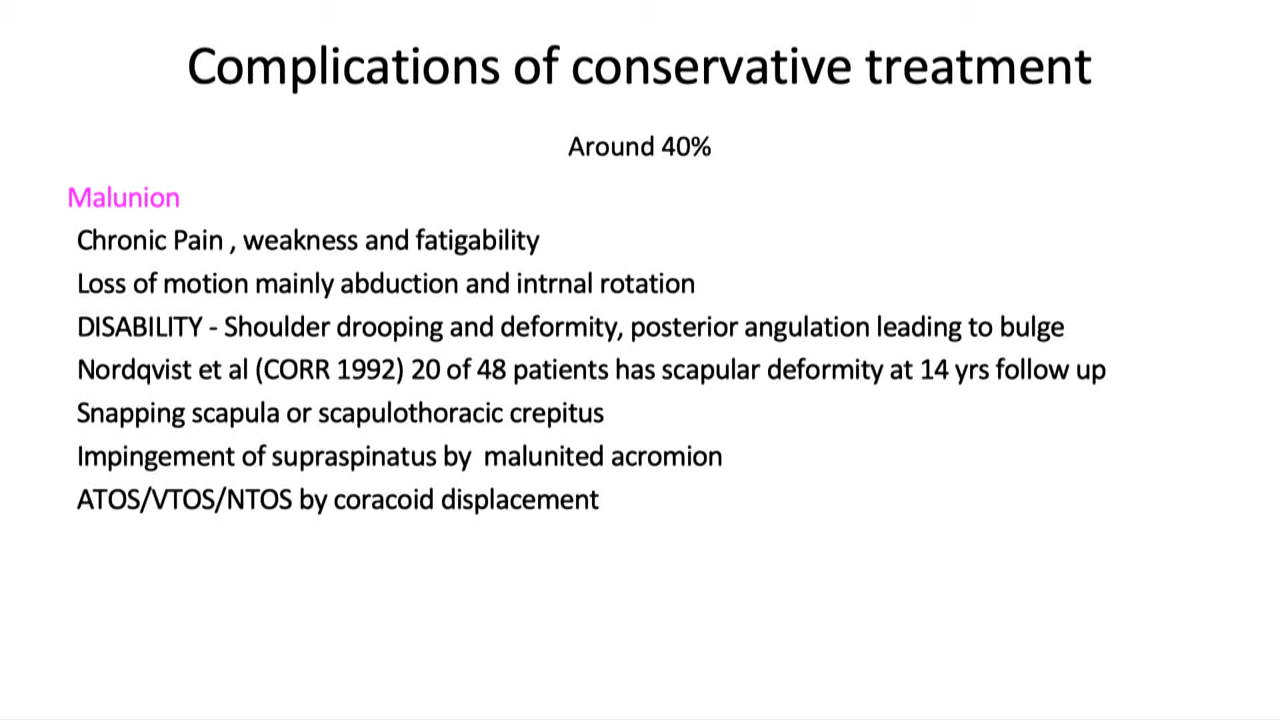 Complications of conservative treatment
Around 40%
Malunion
Chronic Pain , weakness and fatigability
Loss of motion mainly abduction and intrnal rotation
DISABILITY - Shoulder drooping and deformity, posterior angulation leading to bulge
Nordqvist et al (CORR 1992) 20 of 48 patients has scapular deformity at 14 yrs follow up
Snapping scapula or scapulothoracic crepitus
Impingement of supraspinatus by  malunited acromion
ATOS/VTOS/NTOS by coracoid displacement